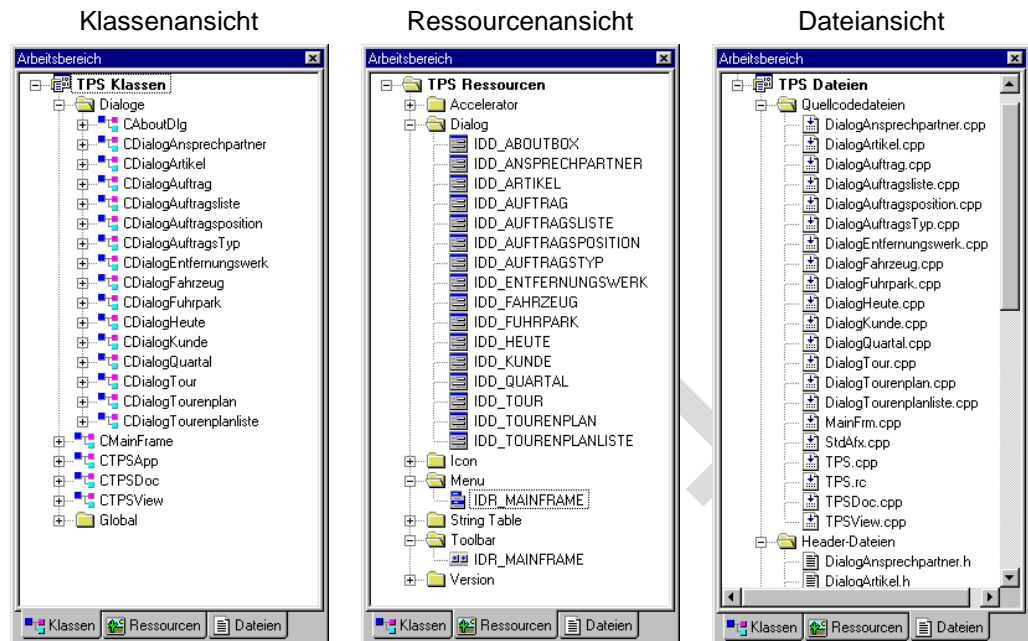 Klassenansicht
Arbeitsbereich
TPS Klassen
Dialoge
CAboutDlg
CDialogAnsprechpartner
CDialogArtikel
CDialogAuftrag
CDialogAuftragsliste
CDialogAuftragsposition
CDialogAuftragsTyp
CDialogEntfernungswerk
CDialogFahrzeug
CDialogFuhrpark
CDialogHeute
CDialogKunde
CDialogQuartal
CDialogTour
CDialogTourenplan
CDialogTourenplanliste
CMainFrame
CTPSApp
CTPSDoc
CTPSView
Global
Klassen Ressourcen Dateien
Ressourcenansicht
Arbeitsbereich
TPS Ressourcen
Accelerator
Dialog
IDD_ABOUTBOX
IDD_ANSPRECHPARTNER
IDD_ARTIKEL
IDD_AUFTRAG
IDD_AUFTRAGSLISTE
IDD_AUFTRAGSPOSITION
IDD_AUFTRAGSTYP
IDD_ENTFERNUNGSWERK
IDD_FAHRZEUG
IDD_FUHRPARK
IDD_HEUTE
IDD_KUNDE
IDD_QUARTAL
IDD_TOUR
IDD_TOURENPLAN
IDD_TOURENPLANLISTE
Icon
Menu
IDR_MAINFRAME
String Table
Toolbar
IDR_MAINFRAME
Version
Klassen Ressourcen Dateien
Dateiansicht
Arbeitsbereich
TPS Dateien
Quellcodedateien
DialogAnsprechpartner.cpp
DialogArtikel.cpp
DialogAuftrag.cpp
DialogAuftragsliste.cpp
DialogAuftragsposition.cpp
DialogAuftragsTyp.cpp
DialogEntfernungswerk.cpp
DialogFahrzeug.cpp
DialogFuhrpark.cpp
DialogHeute.cpp
DialogKunde.cpp
DialogQuartal.cpp
DialogTour.cpp
DialogTourenplan.cpp
DialogTourenplanliste.cpp
MainFrm.cpp
StdAfx.cpp
TPS.cpp
TPS.rc
TPSDoc.cpp
TPSView.cpp
Header-Dateien
DialogAnsprechpartner.h
DialogArtikel.h
Klassen Ressourcen Dateien